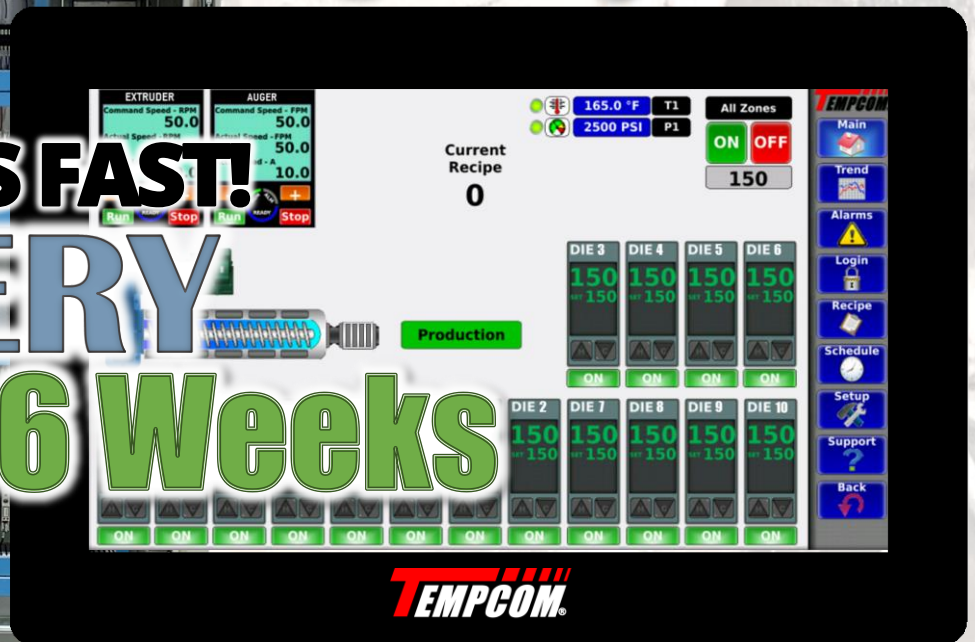 EXTRUDER
Command Speed - RPM
50.0
AUGER
Command Speed - FPM
50.0
Actual Speed -FPM
50.0
10.0
+
Run
READY
Stop
Run
READY
Stop
FAST!
6 Weeks
Current
Recipe
0
165.0 °F T1
2500 PSI P1
All Zones
ON OFF
150
Production
DIE 3 DIE 4 DIE 5 DIE 6
150 150 150 150
SET 150 SET 150 SET 150 SET 150
ON ON ON ON
DIE 2 DIE 7 DIE 8 DIE 9 DIE 10
150 150 150 150 150
SET 150 SET 150 SET 150 SET 150 SET 150
ON ON ON ON ON ON ON ON ON ON ON ON
TEMPCOM
Main
Trend
Alarms
Login
Recipe
Schedule
Setup
Support
?
Back
TEMPCOM®